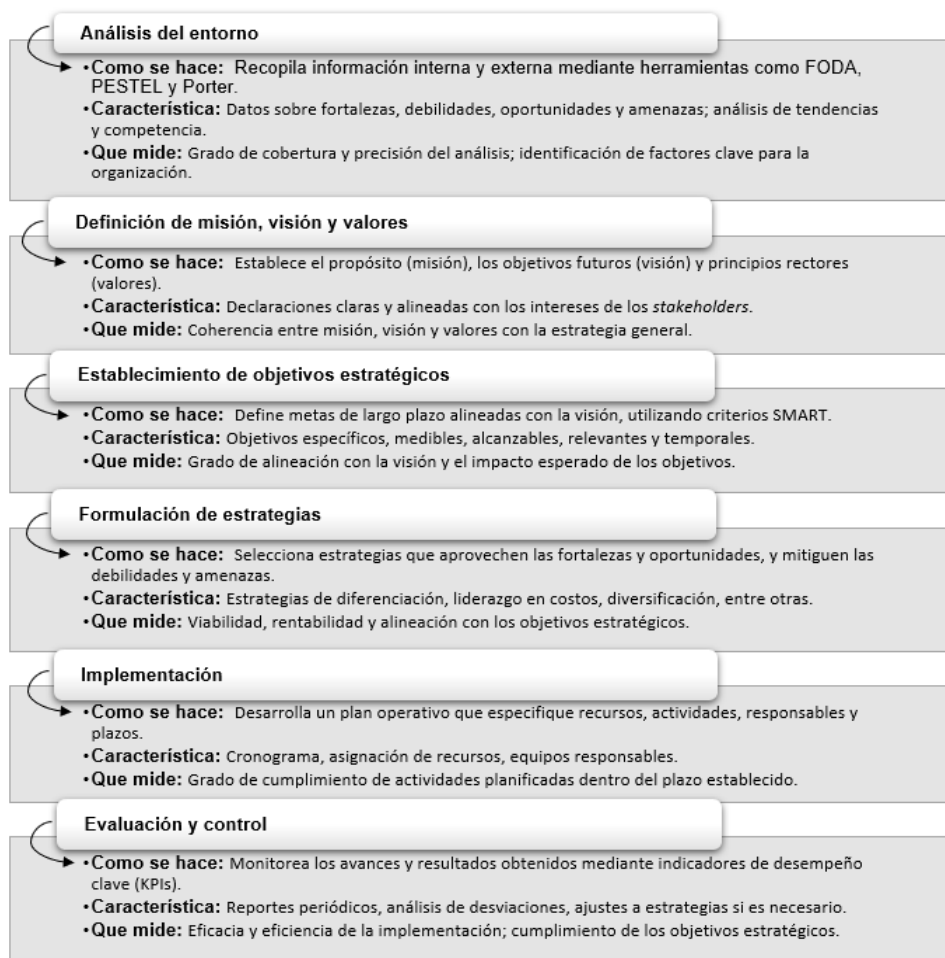 Análisis del entorno
•Como se hace: Recopila información interna y externa mediante herramientas como FODA,
PESTEL y Porter.
•Característica: Datos sobre fortalezas, debilidades, oportunidades y amenazas; análisis de tendencias
y competencia.
•Que mide: Grado de cobertura y precisión del análisis; identificación de factores clave para la
organización.
Definición de misión, visión y valores
•Como se hace: Establece el propósito (misión), los objetivos futuros (visión) y principios rectores
(valores).
•Característica: Declaraciones claras y alineadas con los intereses de los stakeholders.
•Que mide: Coherencia entre misión, visión y valores con la estrategia general.
Establecimiento de objetivos estratégicos
•Como se hace: Define metas de largo plazo alineadas con la visión, utilizando criterios SMART.
•Característica: Objetivos específicos, medibles, alcanzables, relevantes y temporales.
•Que mide: Grado de alineación con la visión y el impacto esperado de los objetivos.
Formulación de estrategias
•Como se hace: Selecciona estrategias que aprovechen las fortalezas y oportunidades, y mitiguen las
debilidades y amenazas.
•Característica: Estrategias de diferenciación, liderazgo en costos, diversificación, entre otras.
•Que mide: Viabilidad, rentabilidad y alineación con los objetivos estratégicos.
Implementación
•Como se hace: Desarrolla un plan operativo que especifique recursos, actividades, responsables y
plazos.
•Característica: Cronograma, asignación de recursos, equipos responsables.
•Que mide: Grado de cumplimiento de actividades planificadas dentro del plazo establecido.
Evaluación y control
•Como se hace: Monitorea los avances y resultados obtenidos mediante indicadores de desempeño
clave (KPIs).
•Característica: Reportes periódicos, análisis de desviaciones, ajustes a estrategias si es necesario.
•Que mide: Eficacia y eficiencia de la implementación; cumplimiento de los objetivos estratégicos.